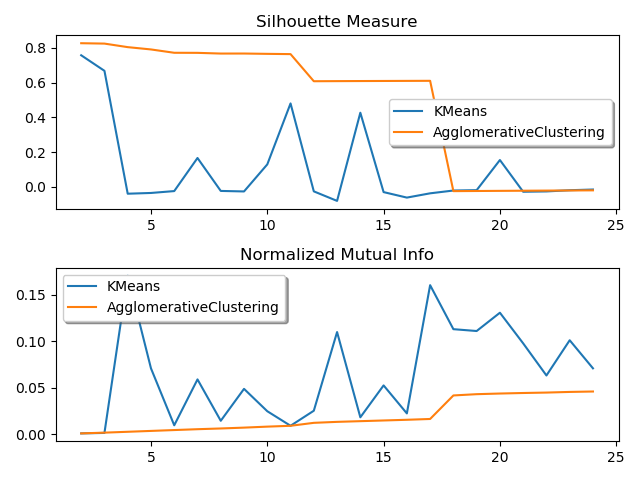 Silhouette Measure
0.8
0.6
0.4
0.2
0.0
KMeans
AgglomerativeClustering
5 10 15 20 25
Normalized Mutual Info
KMeans
AgglomerativeClustering
0.15
0.10
0.05
0.00
5 10 15 20 25